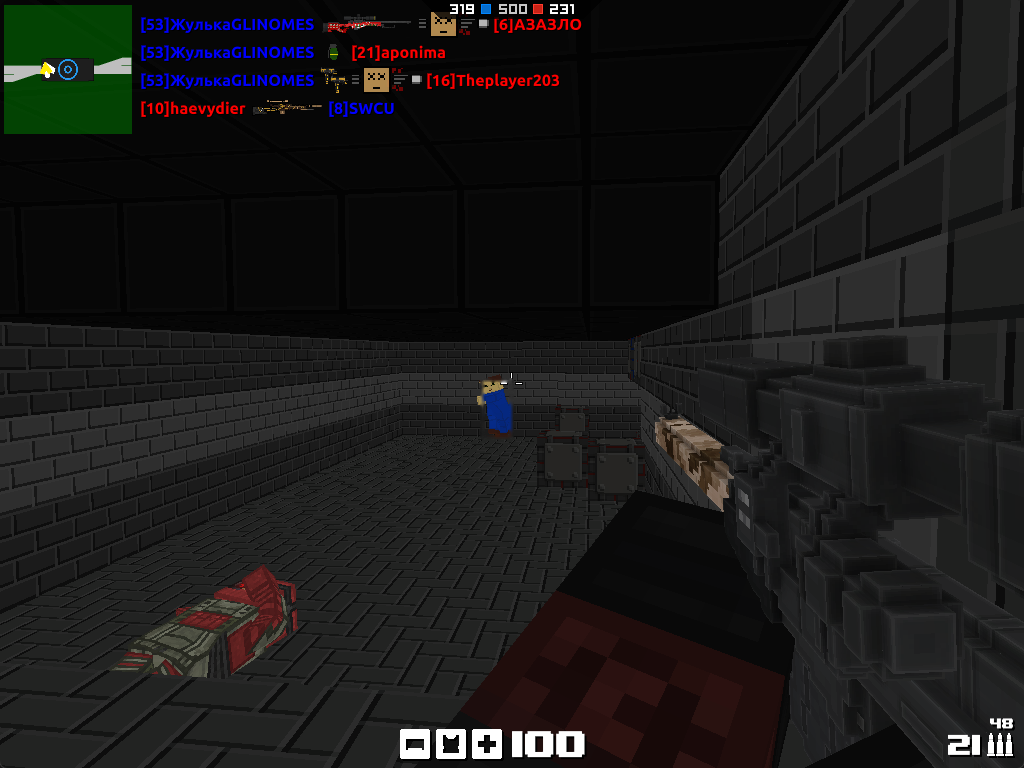 319 500 231
[53]ЖулькаGLINOMES [6]АЗАЗЛО
[53]ЖулькаGLINOMES [21]aponima
[53]ЖулькаGLINOMES [16]Theplayer203
[10]haevydier [8]SWCU
100
48
21